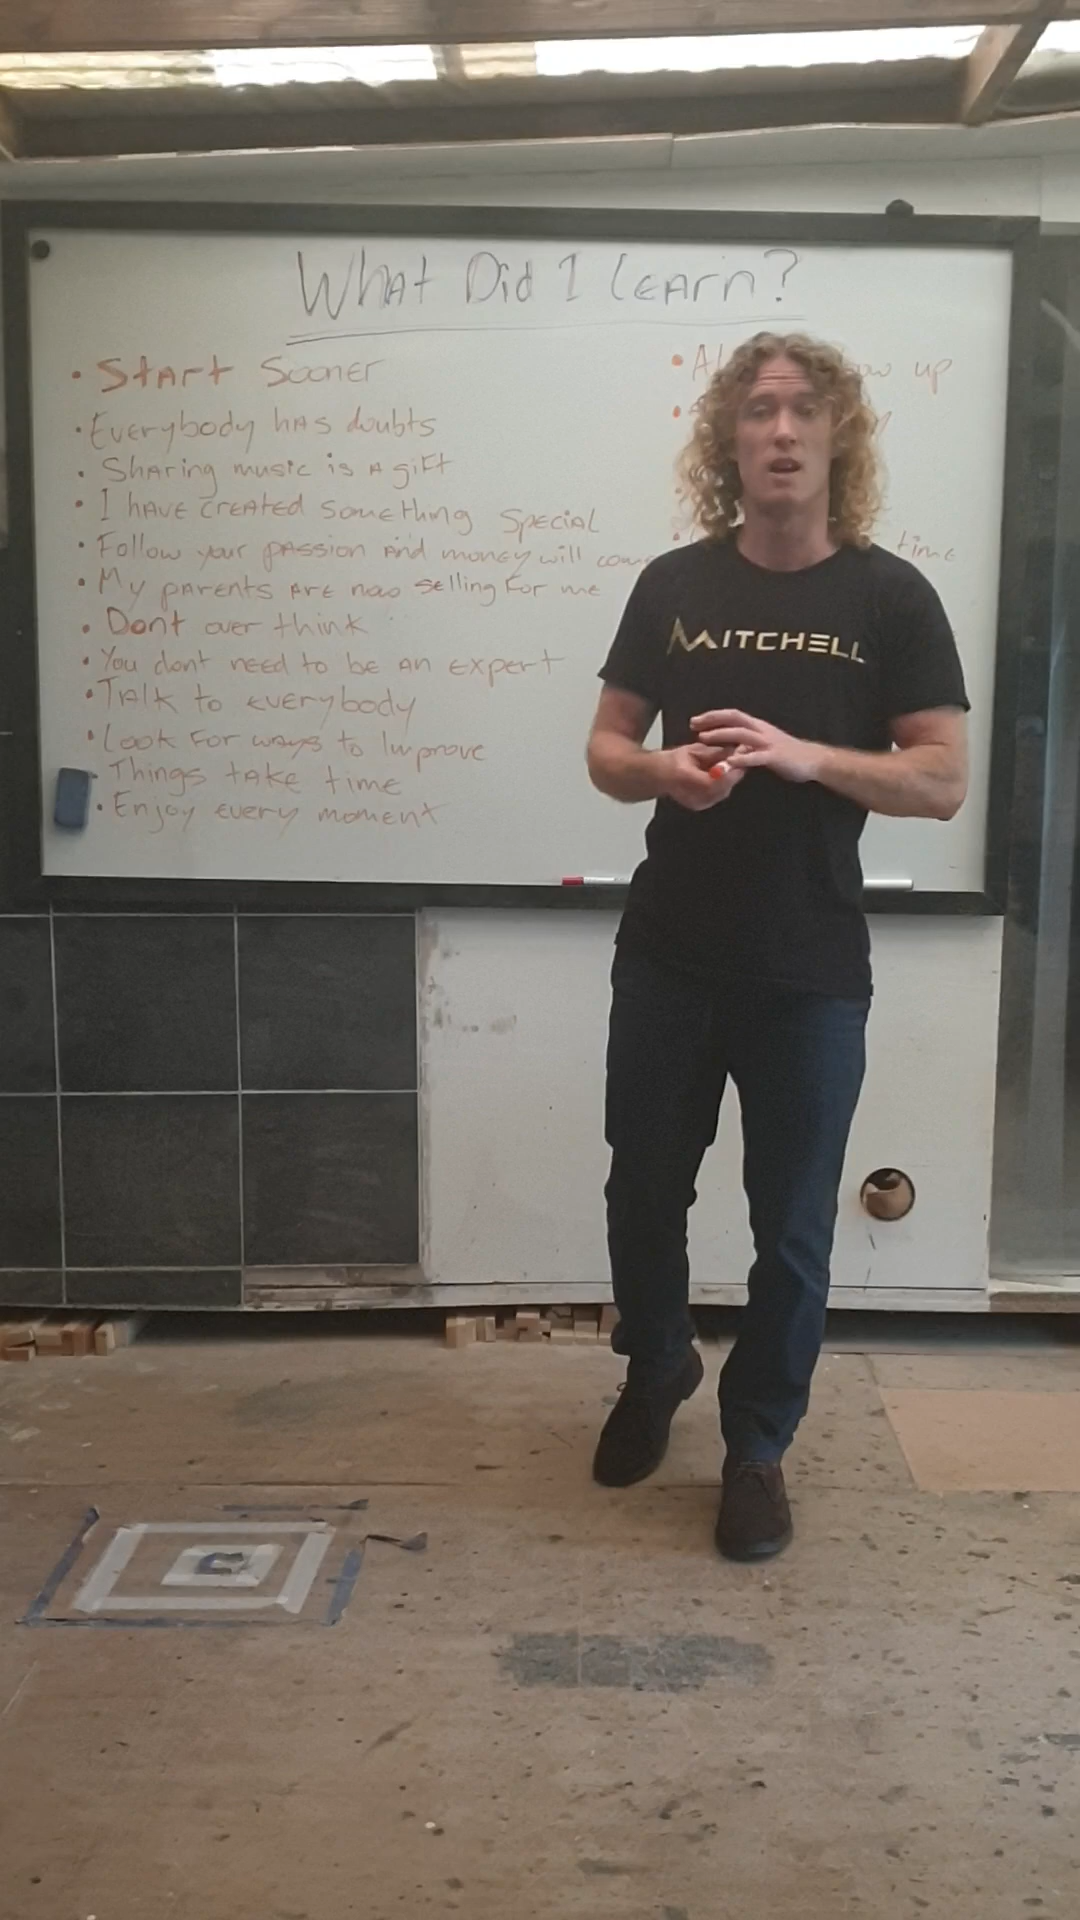 What Did I Learn?
• Start Sooner
• Everybody has doubts
• Sharing music is a gift
• I have created something special
• Follow your passion and money will come
• My parents are now selling for me
• Dont over think
• You dont need to be an expert
• Talk to everybody
• Look for ways to Improve
Things take time
• Enjoy every moment
• up
•
• time
MITCHELL